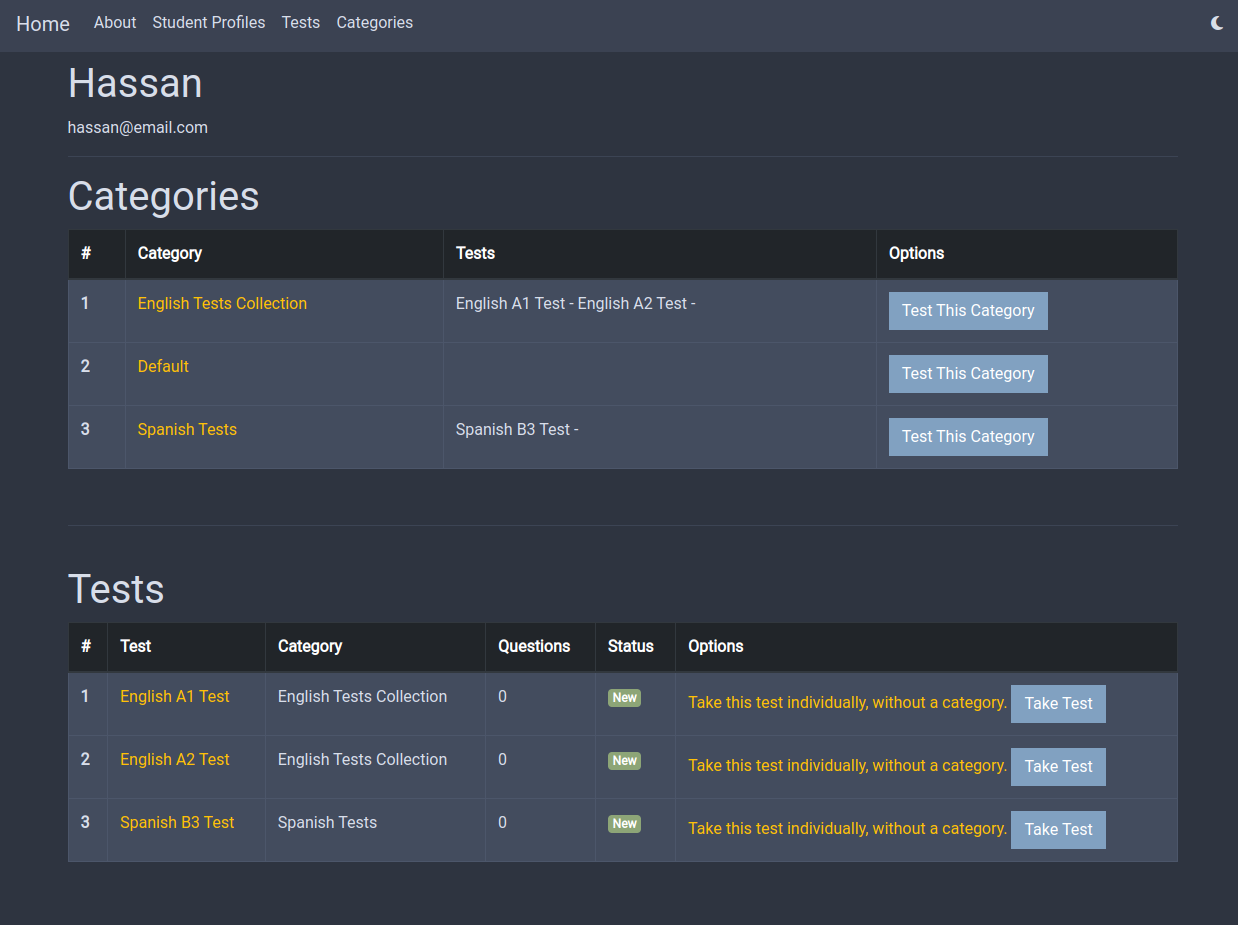 Home About Student Profiles Tests Categories
Hassan
hassan@email.com
Categories
# Category Tests Options
1 English Tests Collection English A1 Test - English A2 Test - Test This Category
2 Default Test This Category
3 Spanish Tests Spanish B3 Test - Test This Category
Tests
# Test Category Questions Status Options
1 English A1 Test English Tests Collection 0 New Take this test individually, without a category. Take Test
2 English A2 Test English Tests Collection 0 New Take this test individually, without a category. Take Test
3 Spanish B3 Test Spanish Tests 0 New Take this test individually, without a category. Take Test